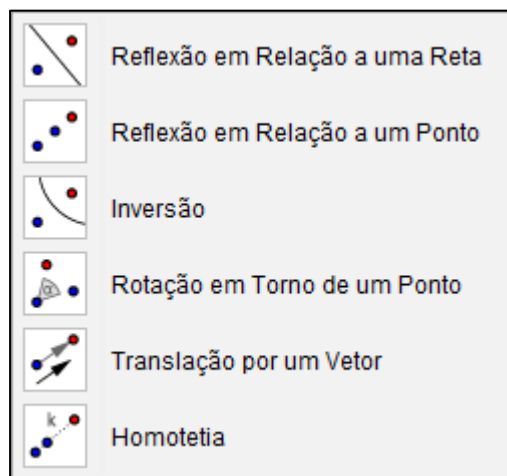 Reflexão em Relação a uma Reta
Reflexão em Relação a um Ponto
Inversão
α
Rotação em Torno de um Ponto
Translação por um Vetor
k
Homotetia